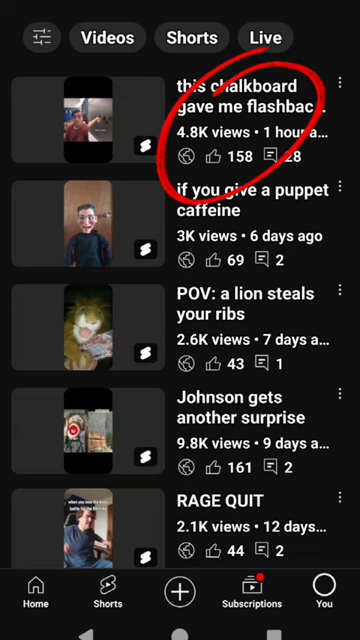 Videos
Shorts
Live
this chalkboard
gave me flashbac...
4.8K views • 1 hour a...
158
28
if you give a puppet
caffeine
3K views • 6 days ago
69
2
POV: a lion steals
your ribs
2.6K views • 7 days a...
43
1
Johnson gets
another surprise
9.8K views • 9 days a...
161
2
RAGE QUIT
2.1K views • 12 days...
44
2
Home
Shorts
Subscriptions
You